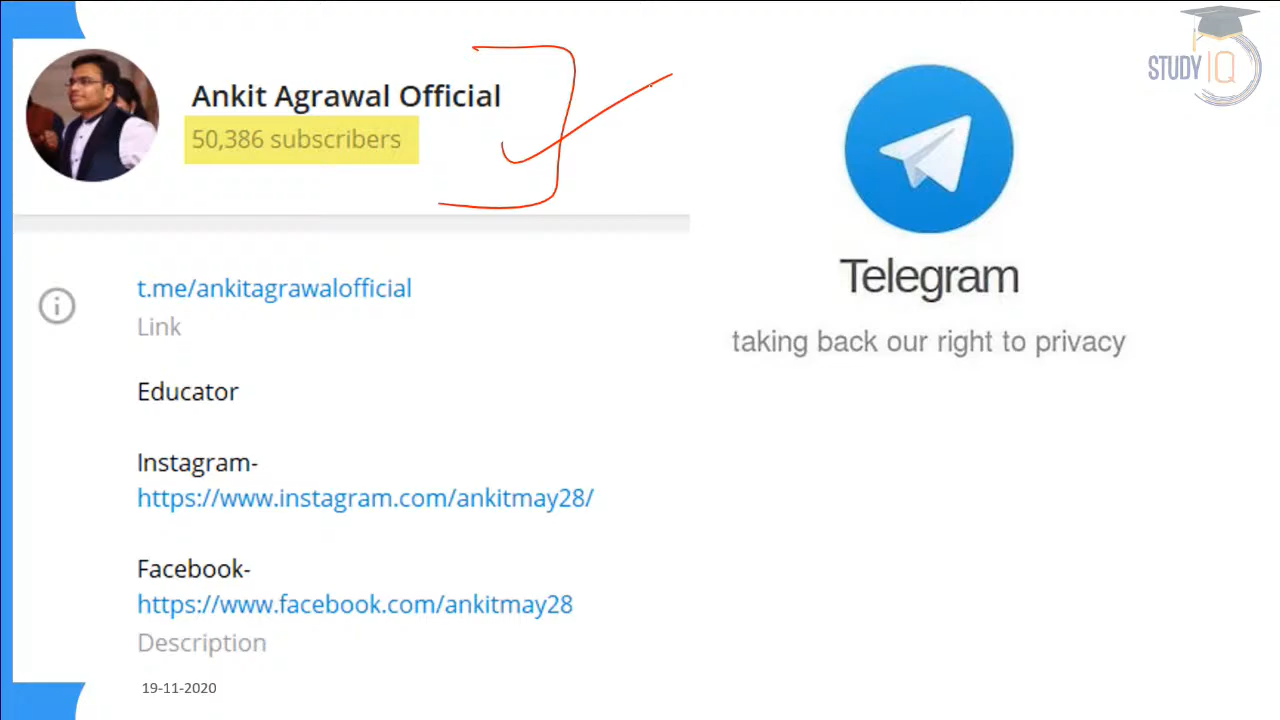 Ankit Agrawal Official
50,386 subscribers
t.me/ankitagrawalofficial
Link
Educator
Instagram-
https://www.instagram.com/ankitmay28/
Facebook-
https://www.facebook.com/ankitmay28
Description
19-11-2020
STUDY IQ
Telegram
taking back our right to privacy